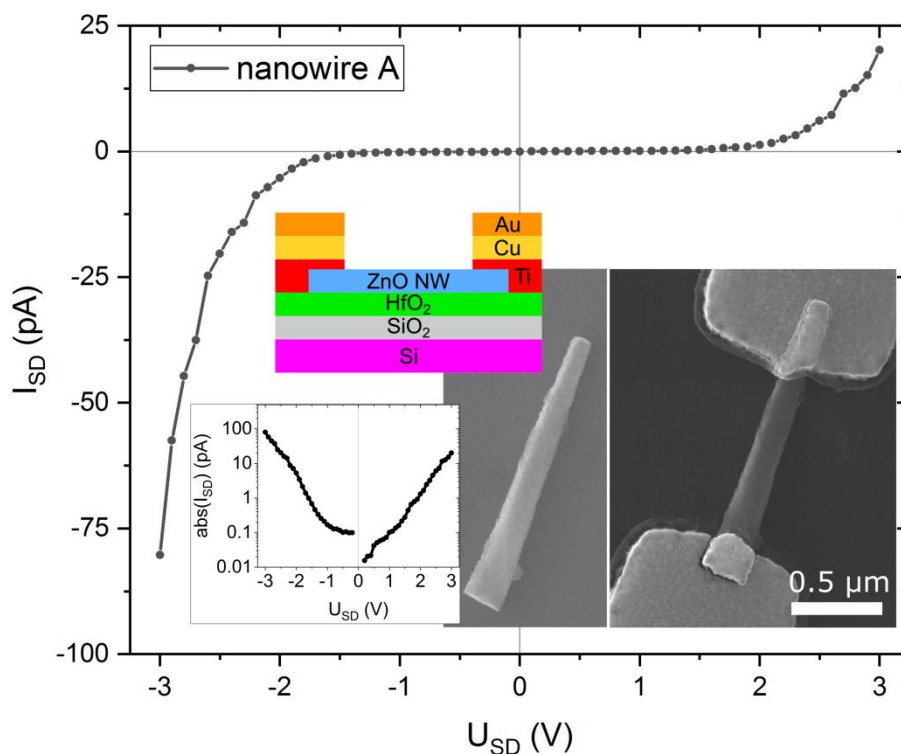 25
0
-25
-50
-75
-100
I_SD (pA)
nanowire A
Au
Cu
Ti
ZnO NW
HfO₂
SiO₂
Si
100
10
1
0.1
0.01
abs(I_SD) (pA)
-3 -2 -1 0 1 2 3
U_SD (V)
0.5 µm
-3 -2 -1 0 1 2 3
U_SD (V)